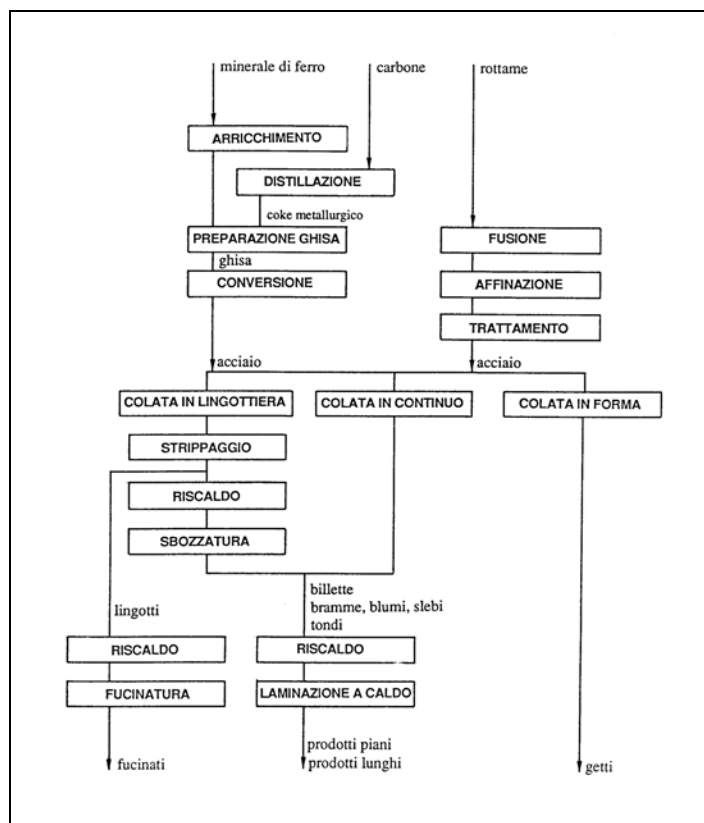 minerale di ferro
carbone
rottame
ARRICCHIMENTO
DISTILLAZIONE
coke metallurgico
PREPARAZIONE GHISA
FUSIONE
ghisa
CONVERSIONE
AFFINAZIONE
TRATTAMENTO
acciaio
acciaio
COLATA IN LINGOTTIERA
COLATA IN CONTINUO
COLATA IN FORMA
STRIPPAGGIO
RISCALDO
SBOZZATURA
billette
bramme, blumi, slebi
tondi
lingotti
RISCALDO
RISCALDO
FUCINATURA
LAMINAZIONE A CALDO
prodotti piani
prodotti lunghi
fucinati
getti